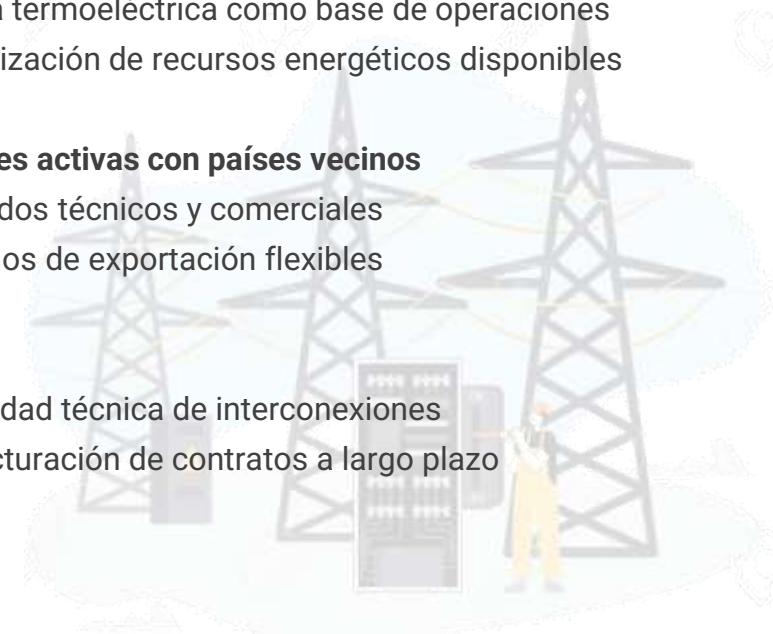 a termoeléctrica como base de operaciones
ización de recursos energéticos disponibles
es activas con países vecinos
dos técnicos y comerciales
os de exportación flexibles
dad técnica de interconexiones
cturación de contratos a largo plazo